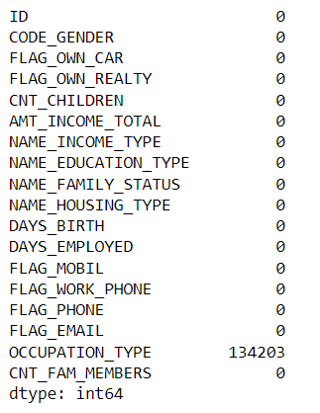 ID 0
CODE_GENDER 0
FLAG_OWN_CAR 0
FLAG_OWN_REALTY 0
CNT_CHILDREN 0
AMT_INCOME_TOTAL 0
NAME_INCOME_TYPE 0
NAME_EDUCATION_TYPE 0
NAME_FAMILY_STATUS 0
NAME_HOUSING_TYPE 0
DAYS_BIRTH 0
DAYS_EMPLOYED 0
FLAG_MOBIL 0
FLAG_WORK_PHONE 0
FLAG_PHONE 0
FLAG_EMAIL 0
OCCUPATION_TYPE 134203
CNT_FAM_MEMBERS 0
dtype: int64